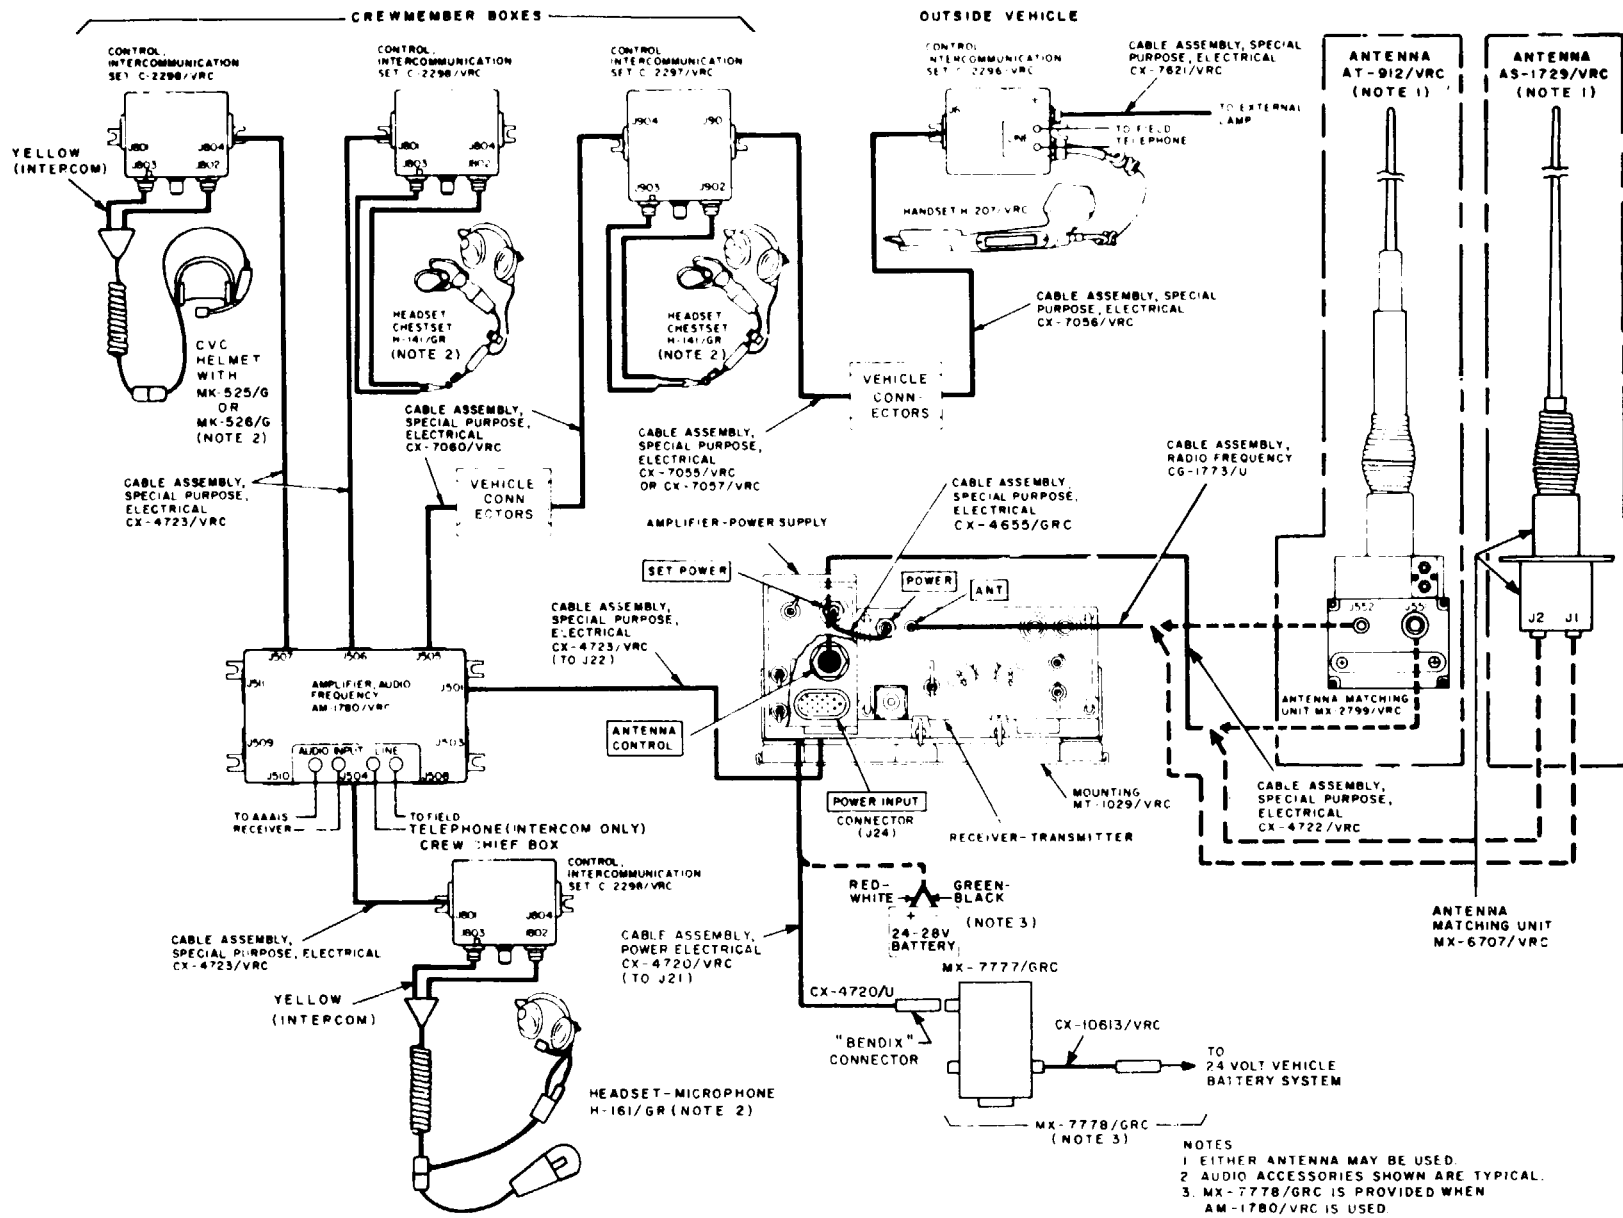 CREWMEMBER BOXES
OUTSIDE VEHICLE
CONTROL,
INTERCOMMUNICATION
SET C-2298/VRC
J801
J804
J803
J802
YELLOW
(INTERCOM)
CVC
HELMET
WITH
MK-525/G
OR
MK-526/G
(NOTE 2)
CONTROL,
INTERCOMMUNICATION
SET C-2298/VRC
J801
J804
J803
J802
HEADSET
CHESTSET
H-141/GR
(NOTE 2)
CONTROL
INTERCOMMUNICATION
SET C 2297/VRC
J904
J90
J903
J902
HEADSET
CHESTSET
H-141/GR
(NOTE 2)
CONTROL
INTERCOMMUNICATION
SET C 2296/VRC
LINE
CABLE ASSEMBLY, SPECIAL
PURPOSE, ELECTRICAL
CX-7621/VRC
TO EXTERNAL
LAMP
TO FIELD
TELEPHONE
HANDSET H 207/VRC
CABLE ASSEMBLY, SPECIAL
PURPOSE, ELECTRICAL
CX-7056/VRC
VEHICLE
CONN-
ECTORS
ANTENNA
AT-912/VRC
(NOTE 1)
ANTENNA
AS-1729/VRC
(NOTE 1)
CABLE ASSEMBLY,
SPECIAL PURPOSE,
ELECTRICAL
CX-4723/VRC
CABLE ASSEMBLY,
SPECIAL PURPOSE,
ELECTRICAL
CX-7060/VRC
VEHICLE
CONN
ECTORS
CABLE ASSEMBLY,
SPECIAL PURPOSE,
ELECTRICAL
CX-7055/VRC
OR CX-7057/VRC
CABLE ASSEMBLY,
RADIO FREQUENCY
CG-1773/U
CABLE ASSEMBLY,
SPECIAL PURPOSE,
ELECTRICAL
CX-4655/GRC
AMPLIFIER-POWER SUPPLY
SET POWER
POWER
ANT
CABLE ASSEMBLY,
SPECIAL PURPOSE,
ELECTRICAL
CX-4723/VRC
(TO J22)
J507
J506
J505
J511
AMPLIFIER, AUDIO
FREQUENCY
AM-1780/VRC
J501
J509
J503
AUDIO INPUT LINE
J510
J504
J508
TO AAAIS
RECEIVER
TO FIELD
TELEPHONE (INTERCOM ONLY)
CREW CHIEF BOX
ANTENNA
CONTROL
POWER INPUT
CONNECTOR
(J24)
MOUNTING
MT-1029/VRC
RECEIVER-TRANSMITTER
J552
J55
ANTENNA MATCHING
UNIT MX-2799/VRC
J2
J1
CABLE ASSEMBLY,
SPECIAL PURPOSE,
ELECTRICAL
CX-4722/VRC
ANTENNA
MATCHING UNIT
MX-6707/VRC
CONTROL,
INTERCOMMUNICATION
SET C 2298/VRC
J801
J804
J803
J802
CABLE ASSEMBLY,
SPECIAL PURPOSE, ELECTRICAL
CX-4723/VRC
YELLOW
(INTERCOM)
HEADSET-MICROPHONE
H-161/GR (NOTE 2)
CABLE ASSEMBLY,
POWER ELECTRICAL
CX-4720/VRC
(TO J21)
RED-
WHITE
GREEN-
BLACK
(NOTE 3)
+
24-28V
BATTERY
MX-7777/GRC
CX-4720/U
"BENDIX"
CONNECTOR
CX-10613/VRC
TO
24 VOLT VEHICLE
BATTERY SYSTEM
MX-7778/GRC
(NOTE 3)
NOTES
1 EITHER ANTENNA MAY BE USED.
2 AUDIO ACCESSORIES SHOWN ARE TYPICAL.
3. MX-7778/GRC IS PROVIDED WHEN
AM-1780/VRC IS USED.